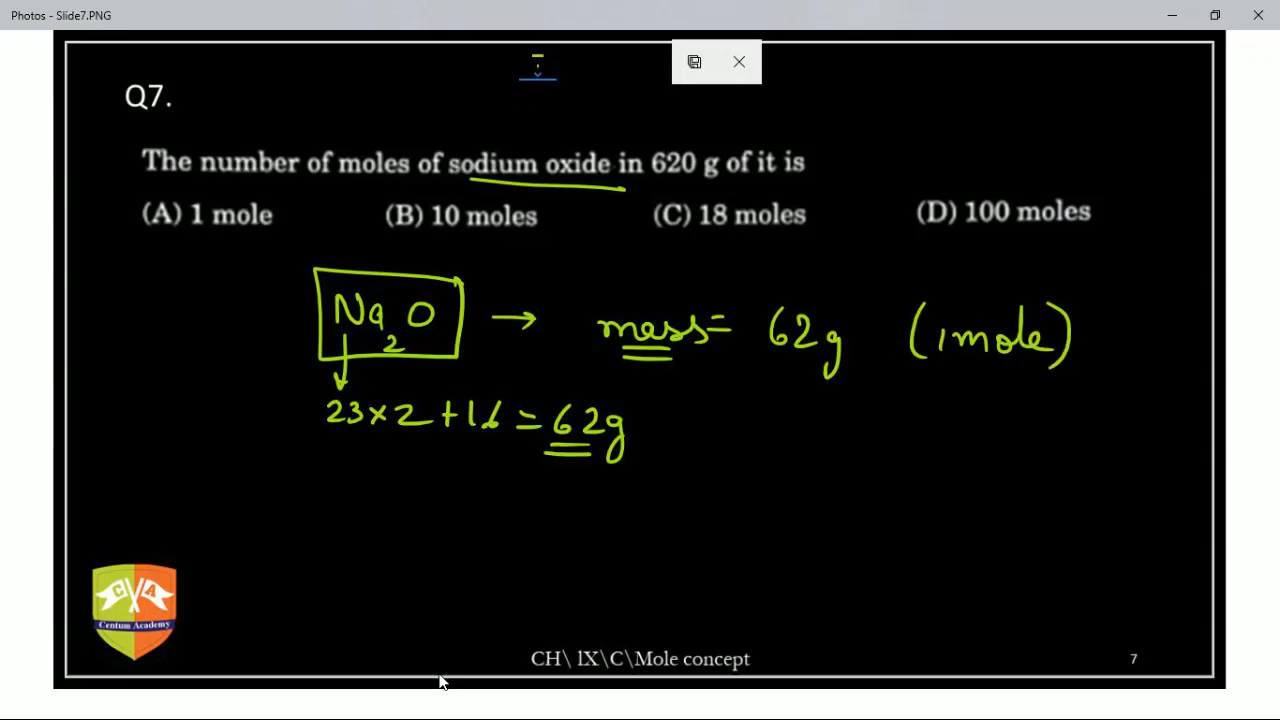 Photos - Slide7.PNG
Q7.
The number of moles of sodium oxide in 620 g of it is
(A) 1 mole (B) 10 moles (C) 18 moles (D) 100 moles
Na2O → mass= 62g (1mole)
23×2+16=62g
C A
Centum Academy
CH\ lX\C\Mole concept
7